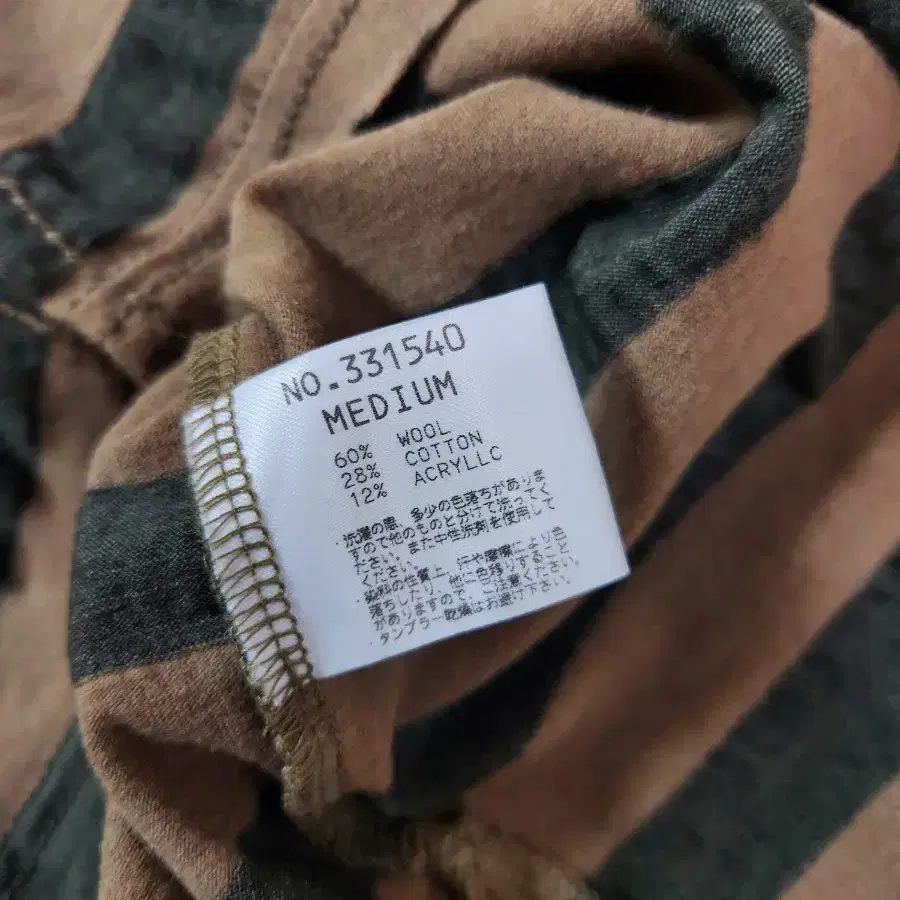 NO.331540
MEDIUM
60% WOOL
28% COTTON
12% ACRYLLC
・洗濯の際、多少の色落ちがありま
すので他のものと分けて洗ってく
ださい。また中性洗剤を使用して
ください。
・染料の性質上、汗や摩擦により色
落ちしたり、他に色移りすること
がありますので、ご注意ください。
・タンブラー乾燥はお避け下さい。